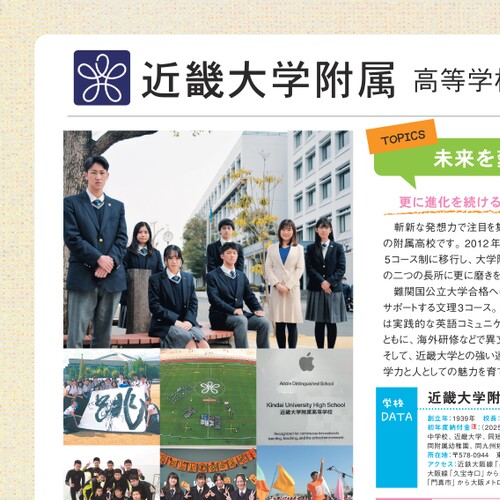 近畿大学附属 高等学校
TOPICS
未来を
更に進化を続ける
斬新な発想力で注目を集
の附属高校です。2012年
5コース制に移行し、大学附
の二つの長所に更に磨きを
難関国公立大学合格へ
サポートする文理3コース。
は実践的な英語コミュニケ
ともに、海外研修などで異文
そして、近畿大学との強い連
学力と人としての魅力を育て
Apple Distinguished School
Kindai University High School
近畿大学附属高等学校
学校
DATA
近畿大学附
創立年:1939年 校長
初年度納付金 :(2025
中学校、近畿大学、同短
同附属幼稚園、同九州短
所在地:〒578-0944 東
アクセス:近鉄大阪線「
大阪線「久宝寺口」から
「門真市」から大阪メトロ